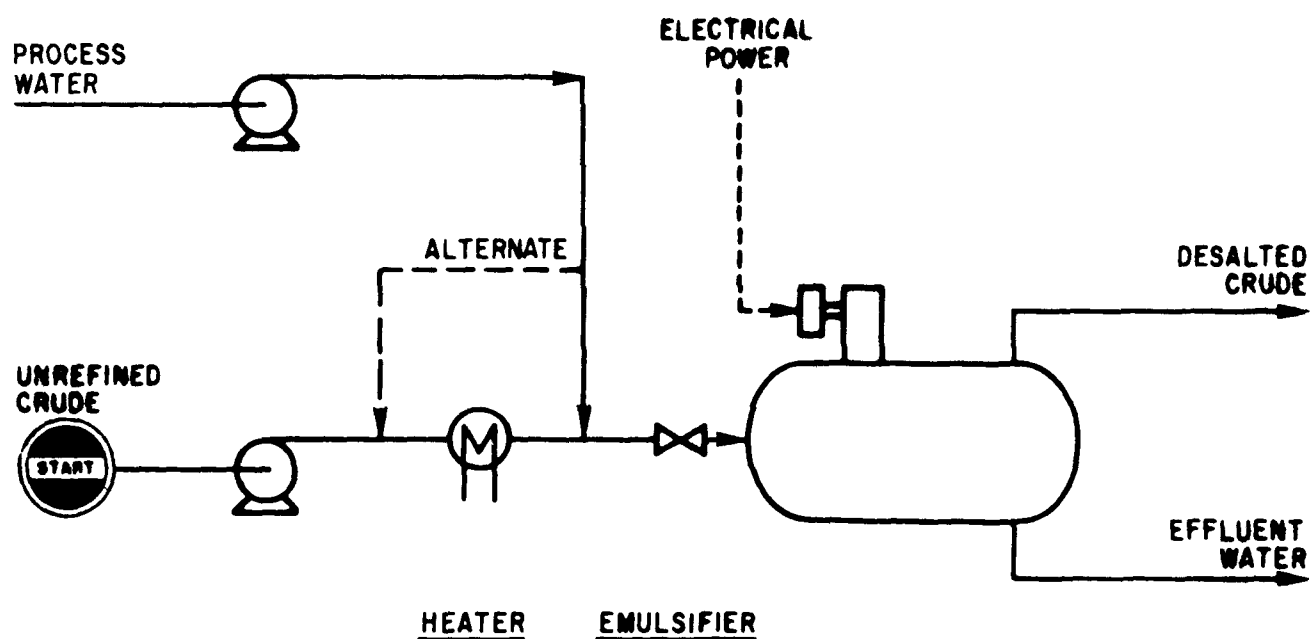 ELECTRICAL
POWER
PROCESS
WATER
ALTERNATE
DESALTED
CRUDE
UNREFINED
CRUDE
START
EFFLUENT
WATER
HEATER EMULSIFIER